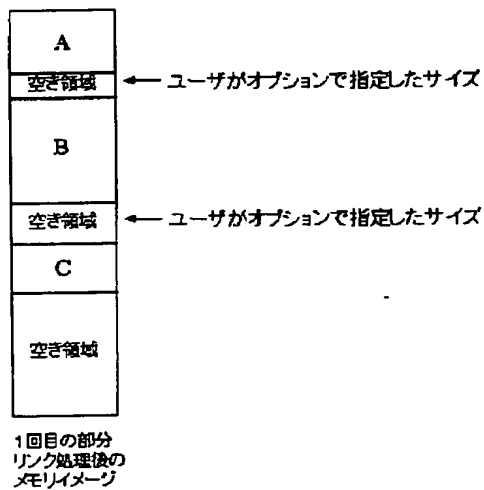 A
空き領域
ユーザがオプションで指定したサイズ
B
空き領域
ユーザがオプションで指定したサイズ
C
空き領域
1回目の部分
リンク処理後の
メモリイメージ